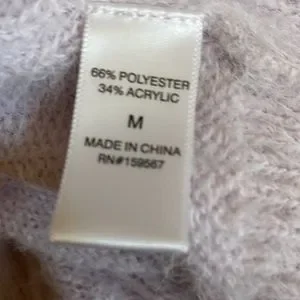 66% POLYESTER
34% ACRYLIC
M
MADE IN CHINA
RN#159567